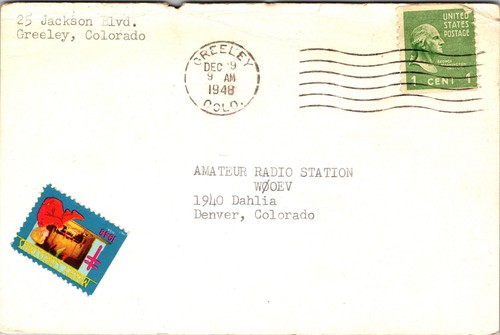 25 Jackson Blvd.
Greeley, Colorado
GREELEY
DEC 9
9 AM
1948
COLO.
UNITED
STATES
POSTAGE
1 CENT 1
AMATEUR RADIO STATION
WØOEV
1940 Dahlia
Denver, Colorado